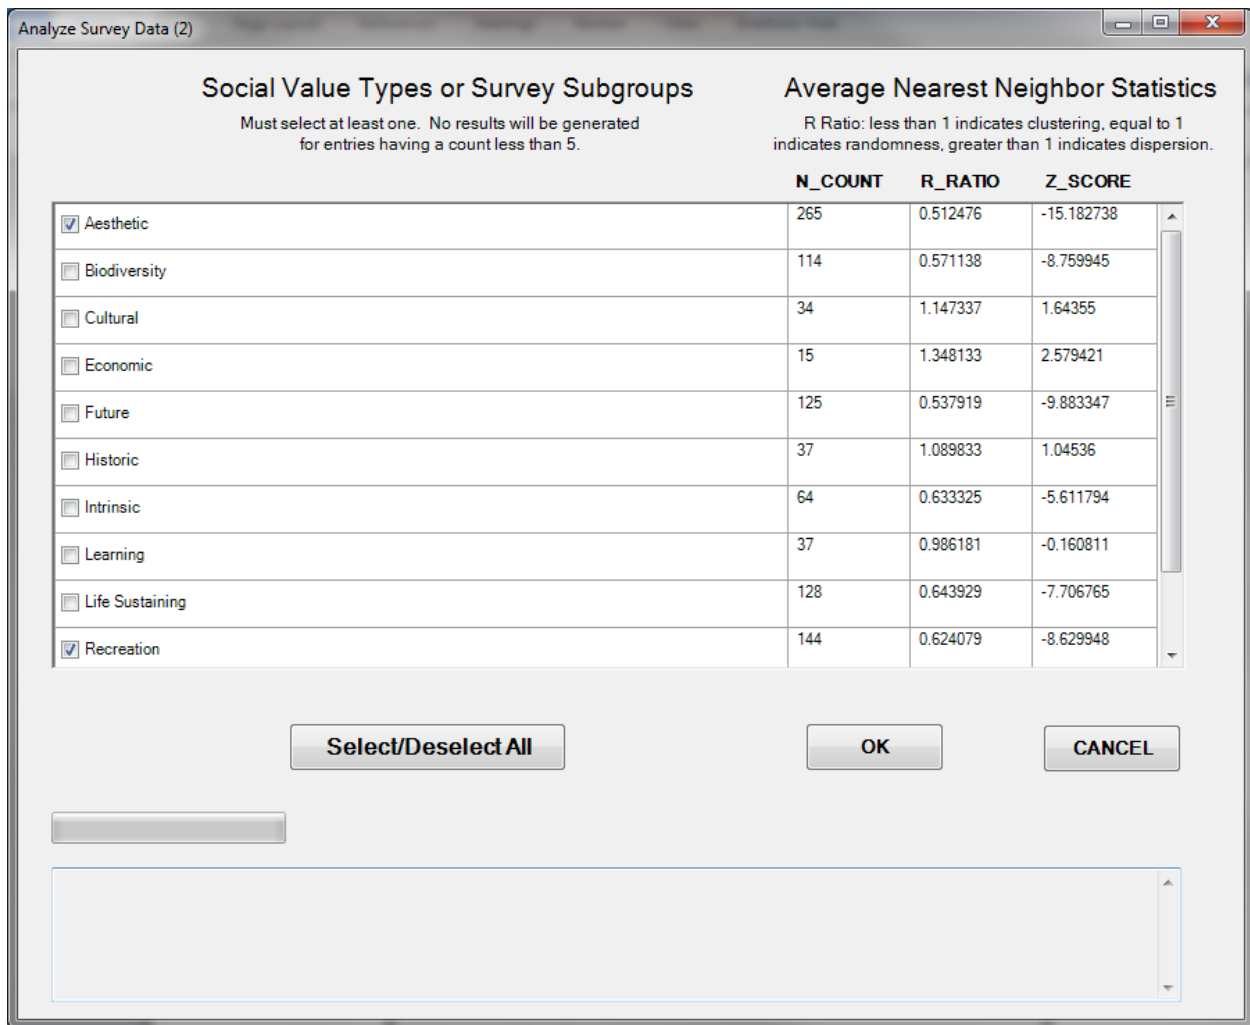 Analyze Survey Data (2)
Social Value Types or Survey Subgroups
Must select at least one.  No results will be generated
for entries having a count less than 5.
Average Nearest Neighbor Statistics
R Ratio: less than 1 indicates clustering, equal to 1
indicates randomness, greater than 1 indicates dispersion.
N_COUNT R_RATIO Z_SCORE
Aesthetic 265 0.512476 -15.182738
Biodiversity 114 0.571138 -8.759945
Cultural 34 1.147337 1.64355
Economic 15 1.348133 2.579421
Future 125 0.537919 -9.883347
Historic 37 1.089833 1.04536
Intrinsic 64 0.633325 -5.611794
Learning 37 0.986181 -0.160811
Life Sustaining 128 0.643929 -7.706765
Recreation 144 0.624079 -8.629948
Select/Deselect All OK CANCEL